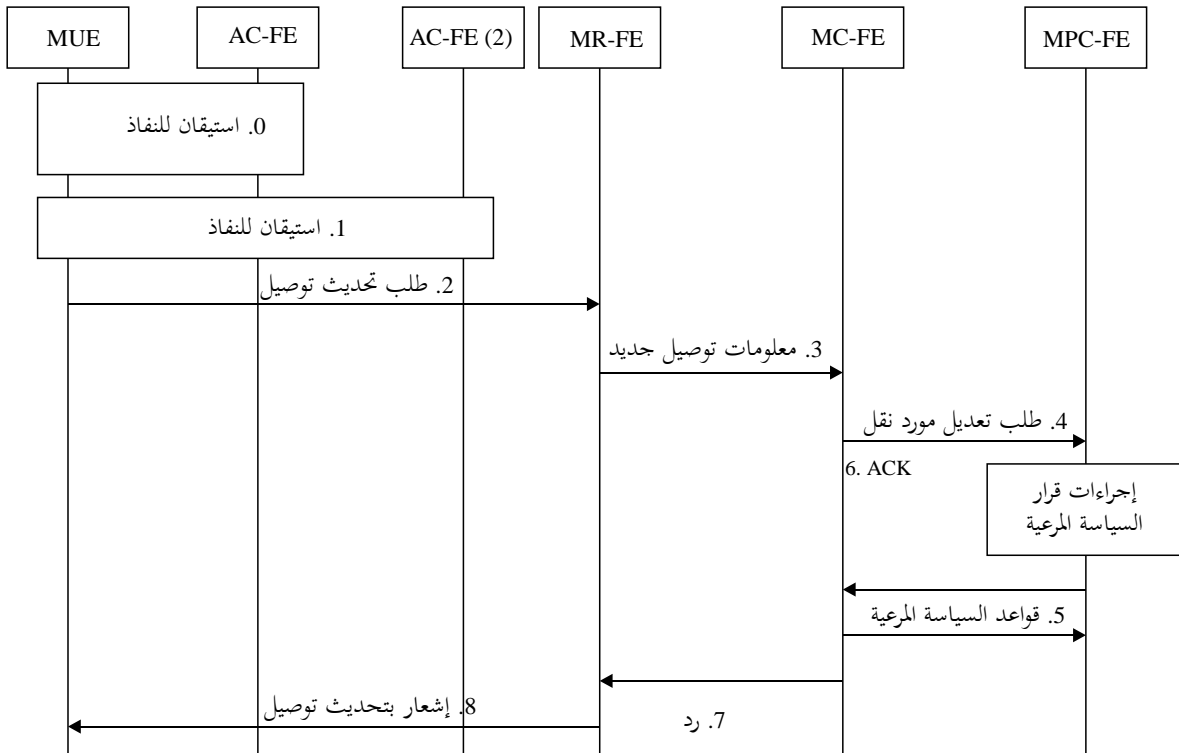 MUE
AC-FE
AC-FE (2)
MR-FE
MC-FE
MPC-FE
0. استيقان للنفاذ
1. استيقان للنفاذ
2. طلب تحديث توصيل
3. معلومات توصيل جديد
4. طلب تعديل مورد نقل
6. ACK
إجراءات قرار
السياسة المرعية
5. قواعد السياسة المرعية
8. إشعار بتحديث توصيل
7. رد